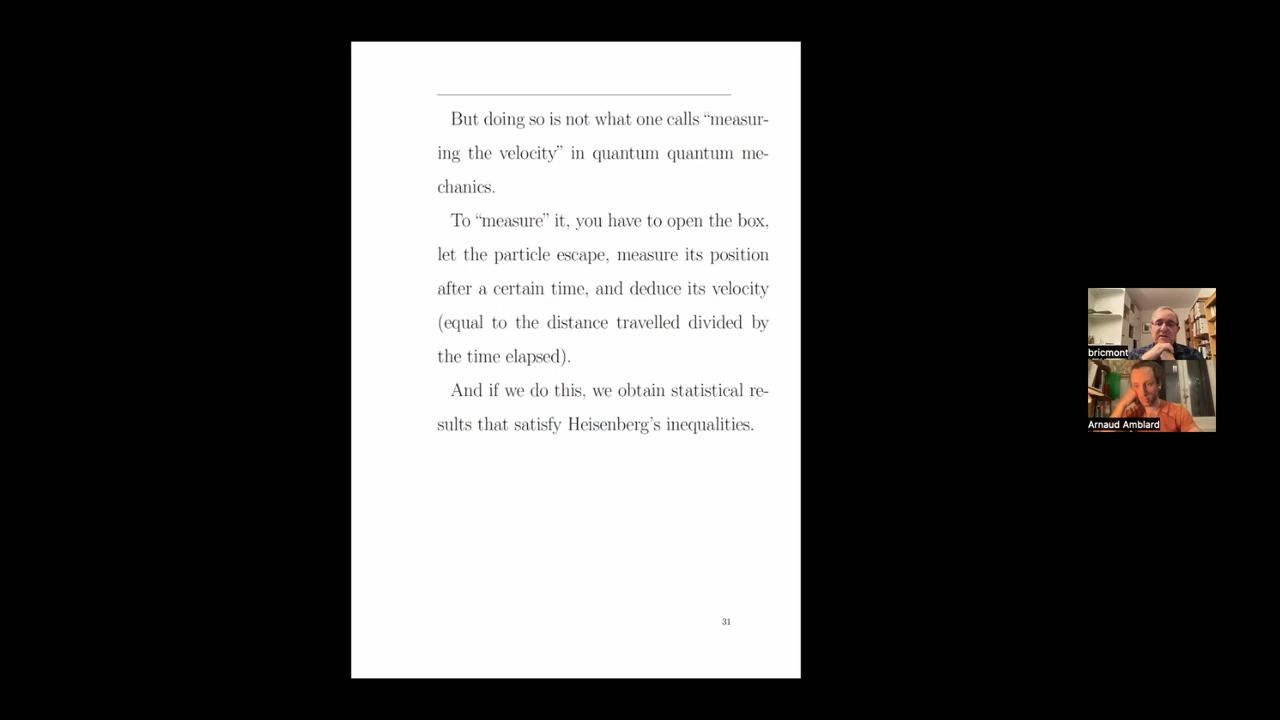 But doing so is not what one calls “measur-
ing the velocity” in quantum quantum me-
chanics.
To “measure” it, you have to open the box,
let the particle escape, measure its position
after a certain time, and deduce its velocity
(equal to the distance travelled divided by
the time elapsed).
And if we do this, we obtain statistical re-
sults that satisfy Heisenberg’s inequalities.
31
bricmont
Arnaud Amblard